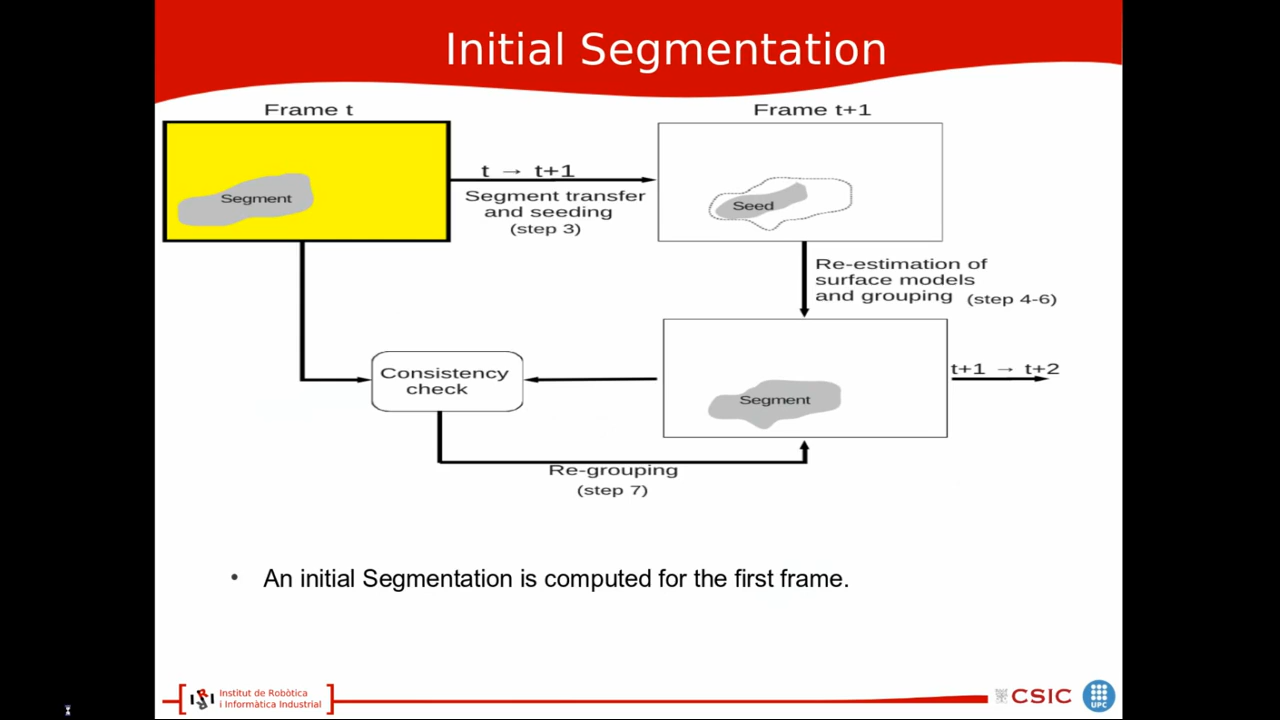 Initial Segmentation
Frame t
Frame t+1
Segment
t → t+1
Segment transfer
and seeding
(step 3)
Seed
Re-estimation of
surface models
and grouping (step 4-6)
Consistency
check
Segment
t+1 → t+2
Re-grouping
(step 7)
• An initial Segmentation is computed for the first frame.
IRI
Institut de Robòtica
i Informàtica Industrial
CSIC
UPC